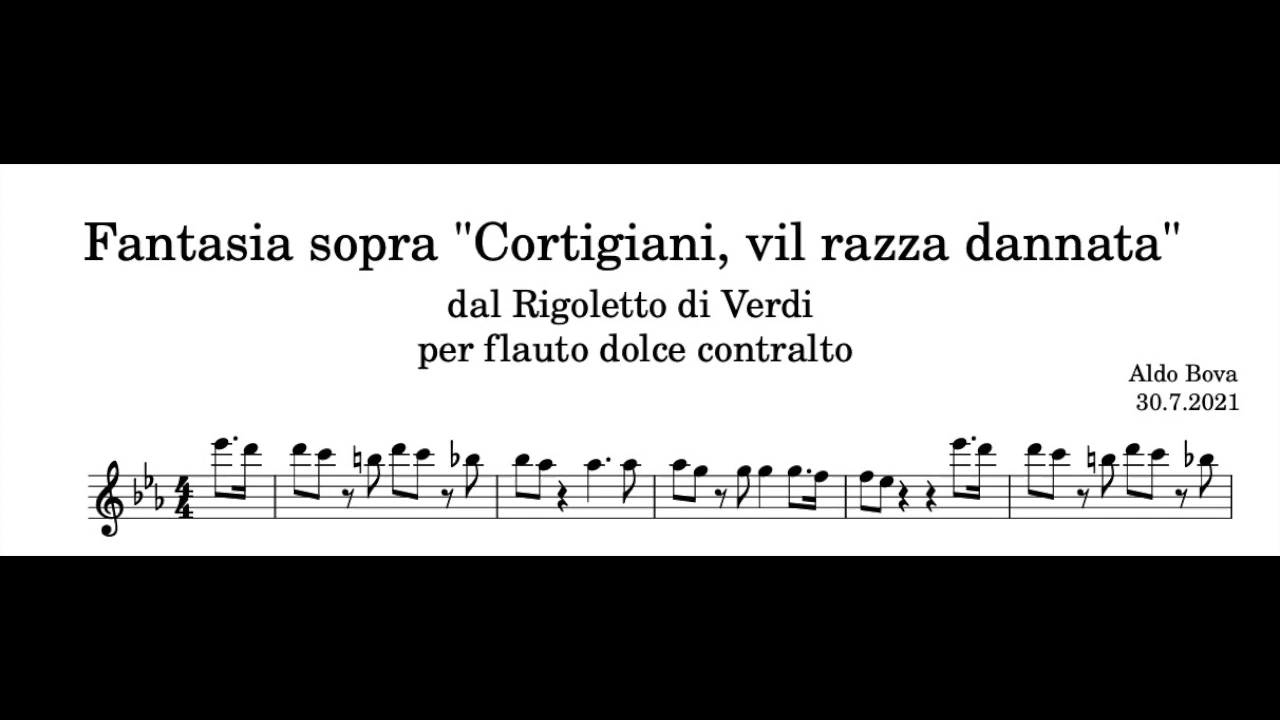 Fantasia sopra "Cortigiani, vil razza dannata"
dal Rigoletto di Verdi
per flauto dolce contralto
Aldo Bova
30.7.2021